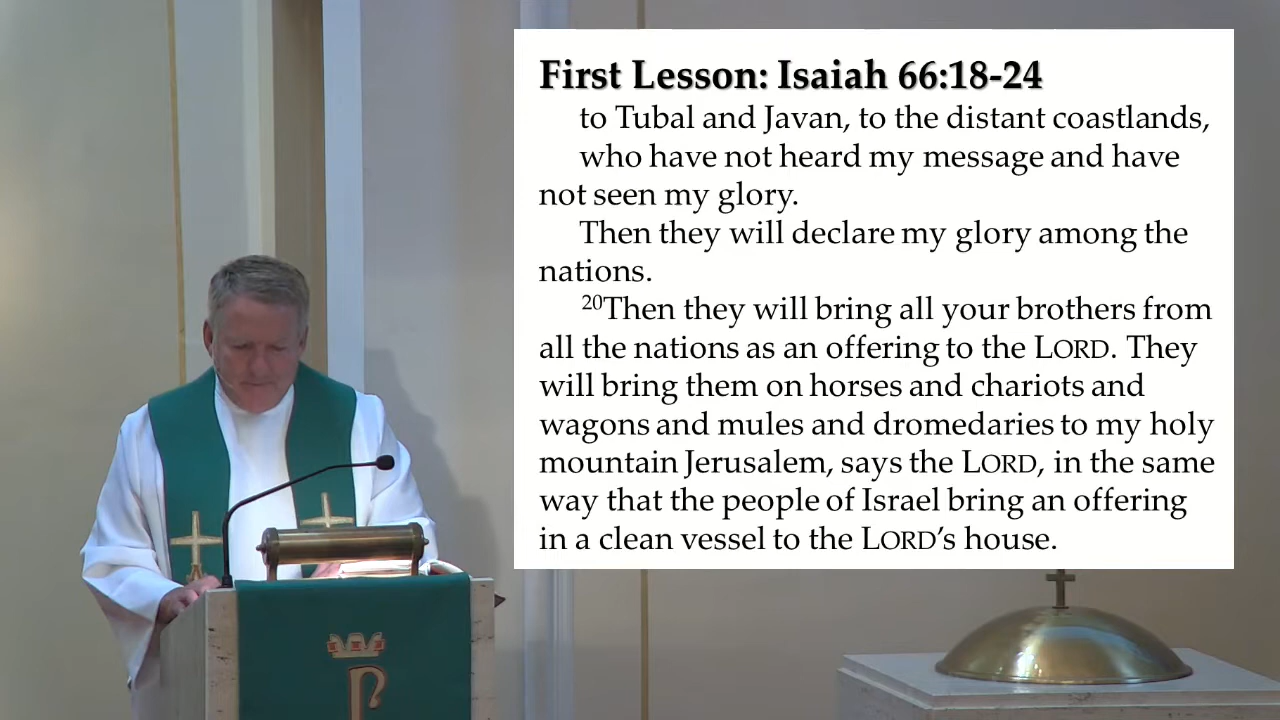 First Lesson: Isaiah 66:18-24
to Tubal and Javan, to the distant coastlands,
who have not heard my message and have
not seen my glory.
Then they will declare my glory among the
nations.
20Then they will bring all your brothers from
all the nations as an offering to the LORD. They
will bring them on horses and chariots and
wagons and mules and dromedaries to my holy
mountain Jerusalem, says the LORD, in the same
way that the people of Israel bring an offering
in a clean vessel to the LORD’s house.